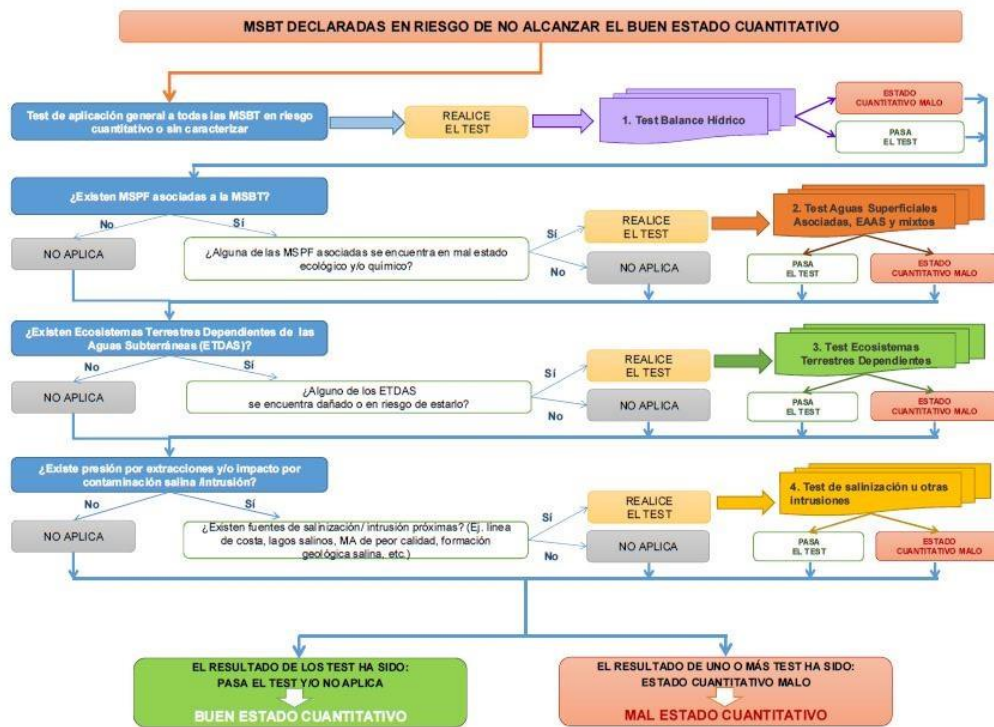 MSBT DECLARADAS EN RIESGO DE NO ALCANZAR EL BUEN ESTADO CUANTITATIVO
Test de aplicación general a todas las MSBT en riesgo
cuantitativo o sin caracterizar
REALICE
EL TEST
1. Test Balance Hídrico
ESTADO
CUANTITATIVO MALO
PASA
EL TEST
¿Existen MSPF asociadas a la MSBT?
No
Sí
NO APLICA
¿Alguna de las MSPF asociadas se encuentra en mal estado
ecológico y/o químico?
Sí
No
REALICE
EL TEST
NO APLICA
2. Test Aguas Superficiales
Asociadas, EAAS y mixtos
PASA
EL TEST
ESTADO
CUANTITATIVO MALO
¿Existen Ecosistemas Terrestres Dependientes de las
Aguas Subterráneas (ETDAS)?
No
Sí
NO APLICA
¿Alguno de los ETDAS
se encuentra dañado o en riesgo de estarlo?
Sí
No
REALICE
EL TEST
NO APLICA
3. Test Ecosistemas
Terrestres Dependientes
PASA
EL TEST
ESTADO
CUANTITATIVO MALO
¿Existe presión por extracciones y/o impacto por
contaminación salina /intrusión?
No
Sí
NO APLICA
¿Existen fuentes de salinización/ intrusión próximas? (Ej. línea
de costa, lagos salinos, MA de peor calidad, formación
geológica salina, etc.)
Sí
No
REALICE
EL TEST
NO APLICA
4. Test de salinización u otras
intrusiones
PASA
EL TEST
ESTADO
CUANTITATIVO MALO
EL RESULTADO DE LOS TEST HA SIDO:
PASA EL TEST Y/O NO APLICA
BUEN ESTADO CUANTITATIVO
EL RESULTADO DE UNO O MÁS TEST HA SIDO:
ESTADO CUANTITATIVO MALO
MAL ESTADO CUANTITATIVO